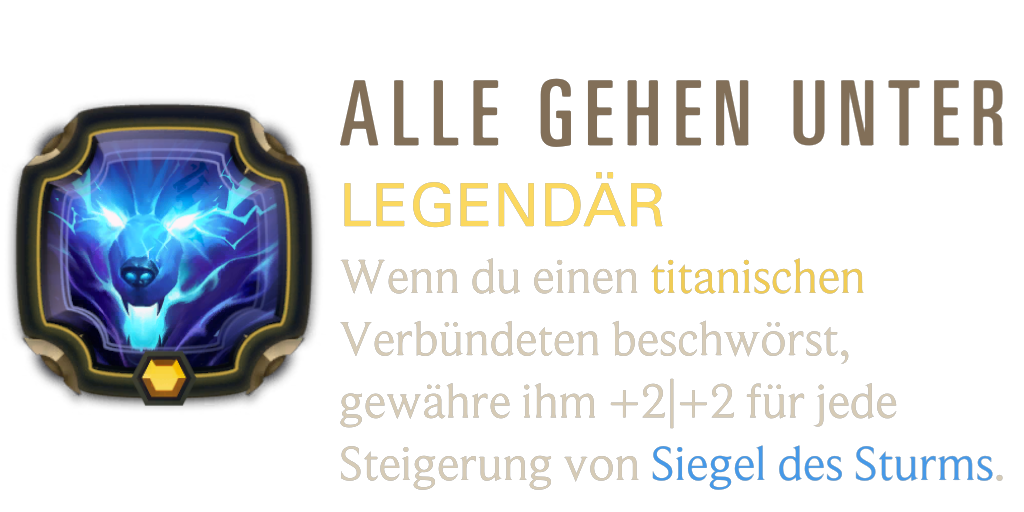 ALLE GEHEN UNTER
LEGENDÄR
Wenn du einen titanischen
Verbündeten beschwörst,
gewähre ihm +2|+2 für jede
Steigerung von Siegel des Sturms.